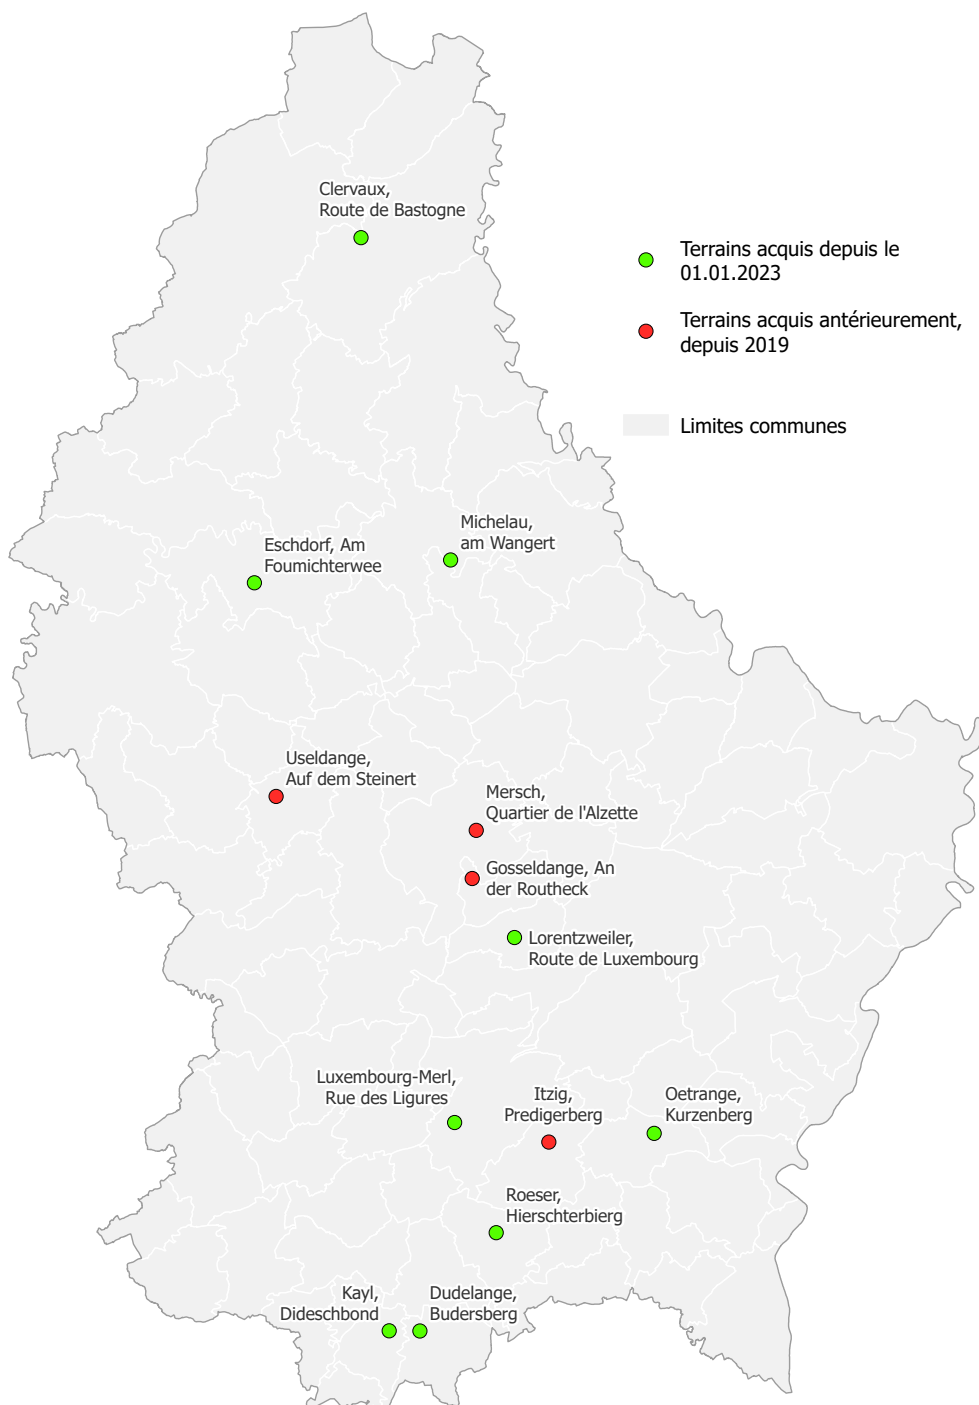 Clervaux,
Route de Bastogne
Terrains acquis depuis le
01.01.2023
Terrains acquis antérieurement,
depuis 2019
Limites communes
Michelau,
am Wangert
Eschdorf, Am
Foumichterwee
Useldange,
Auf dem Steinert
Mersch,
Quartier de l'Alzette
Gosseldange, An
der Routheck
Lorentzweiler,
Route de Luxembourg
Luxembourg-Merl,
Rue des Ligures
Itzig,
Predigerberg
Oetrange,
Kurzenberg
Roeser,
Hierschterbierg
Kayl,
Dideschbond
Dudelange,
Budersberg